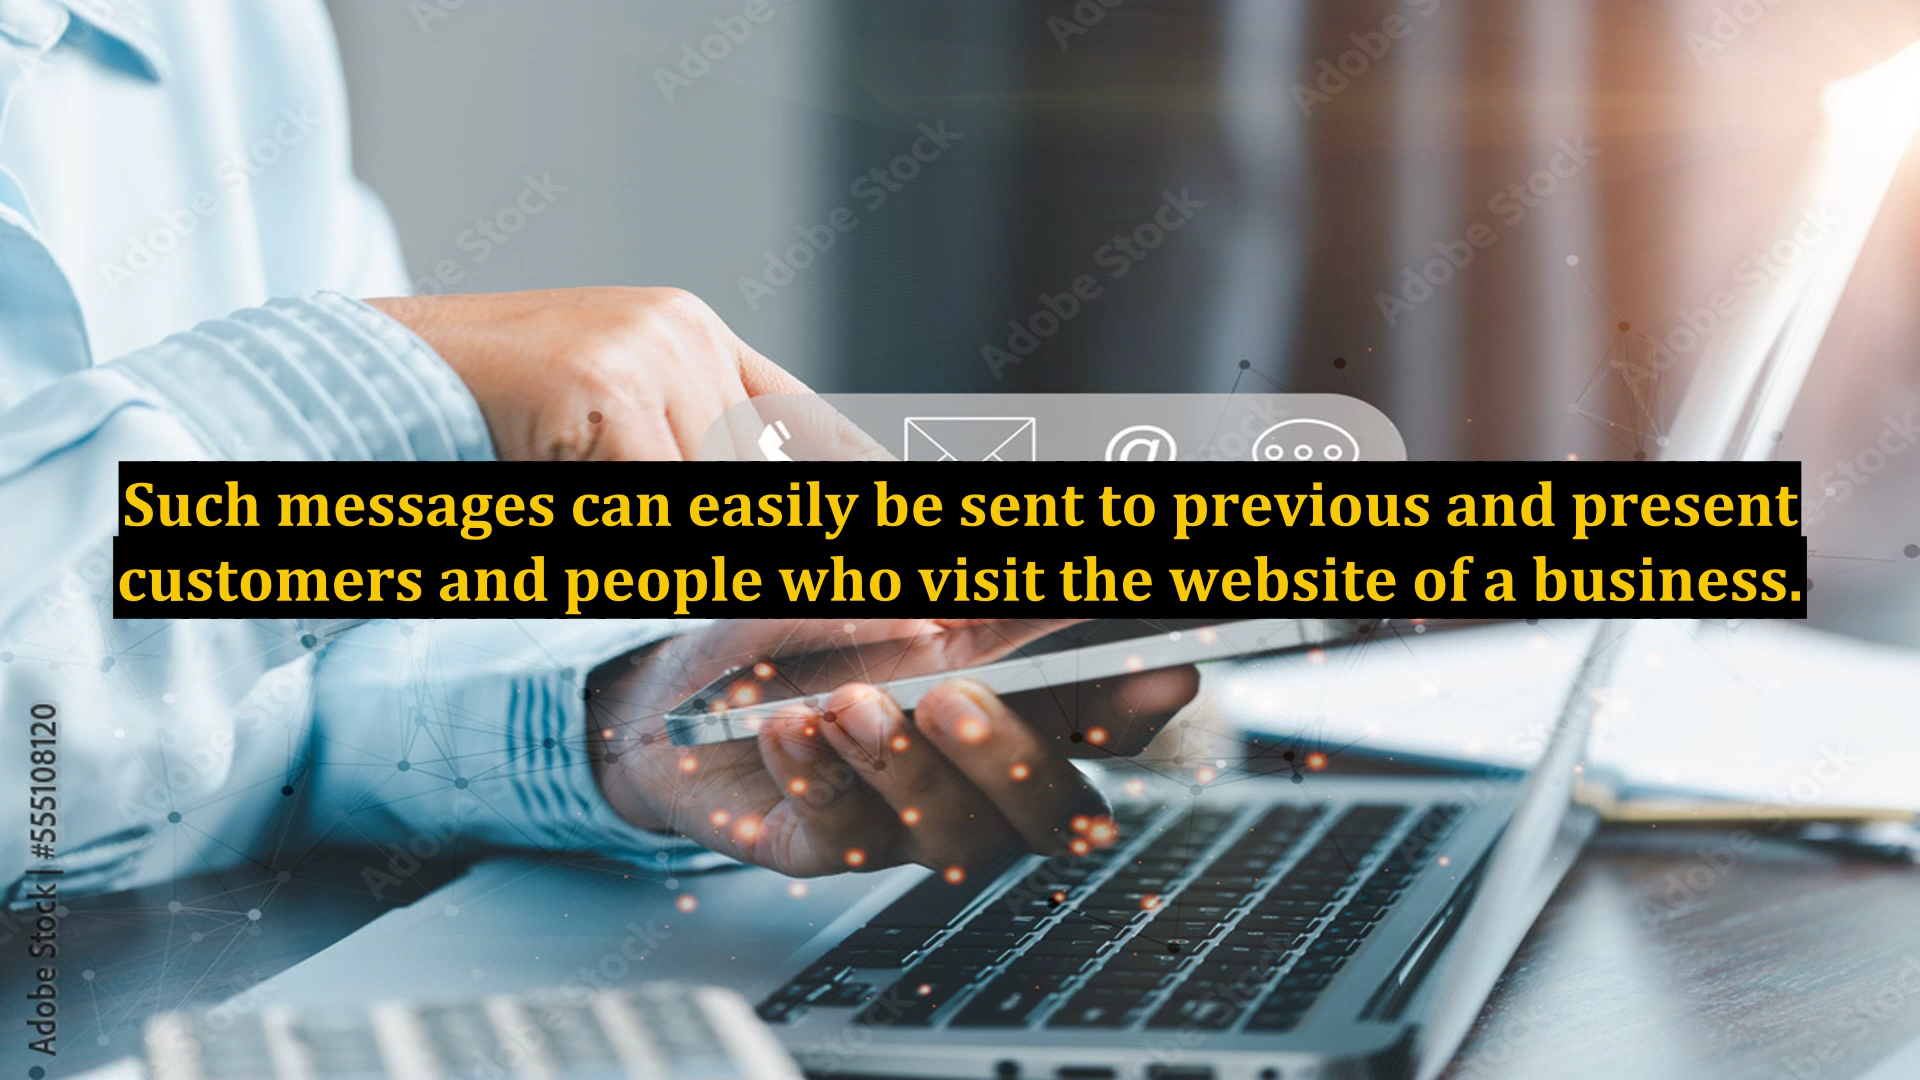 Such messages can easily be sent to previous and present
customers and people who visit the website of a business.
Adobe Stock | #555108120